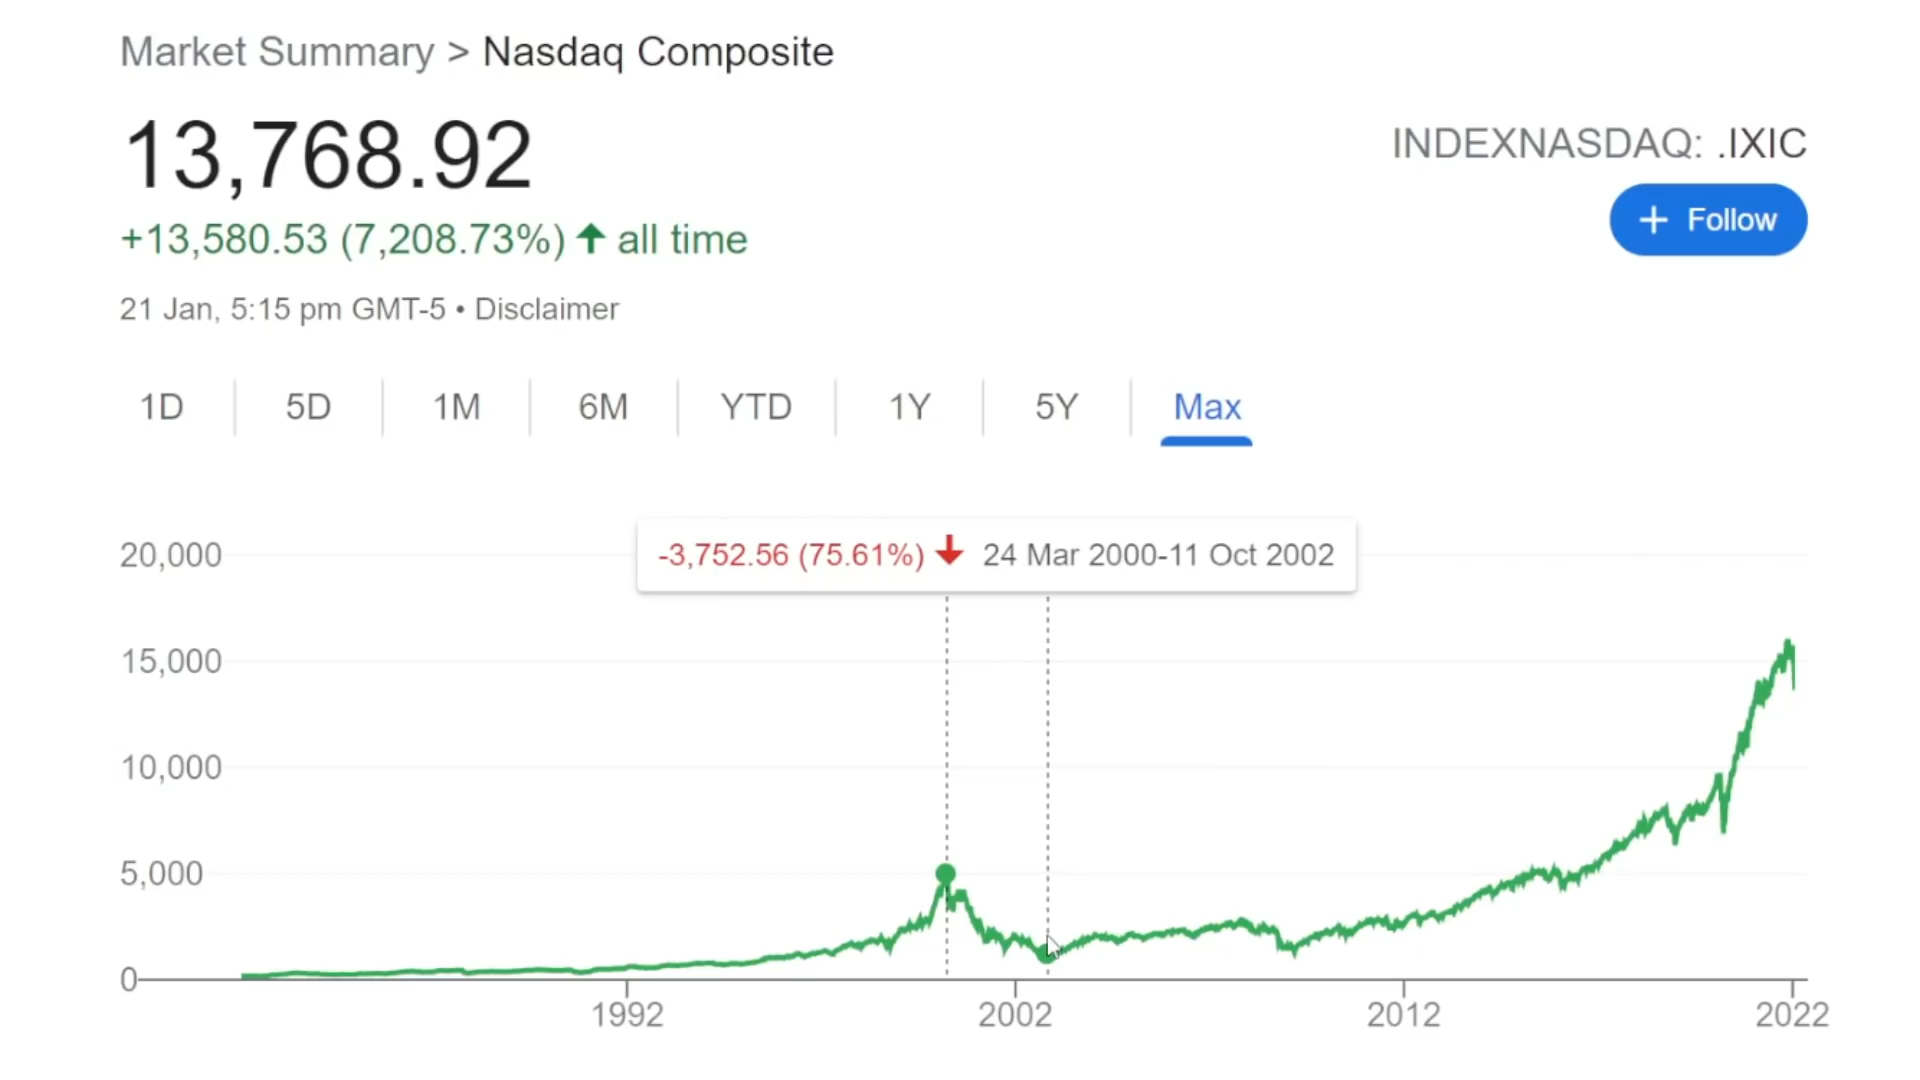 Market Summary > Nasdaq Composite
13,768.92
INDEXNASDAQ: .IXIC
+ Follow
+13,580.53 (7,208.73%) ↑ all time
21 Jan, 5:15 pm GMT-5 • Disclaimer
1D 5D 1M 6M YTD 1Y 5Y Max
-3,752.56 (75.61%) ↓ 24 Mar 2000-11 Oct 2002
20,000
15,000
10,000
5,000
0
1992 2002 2012 2022